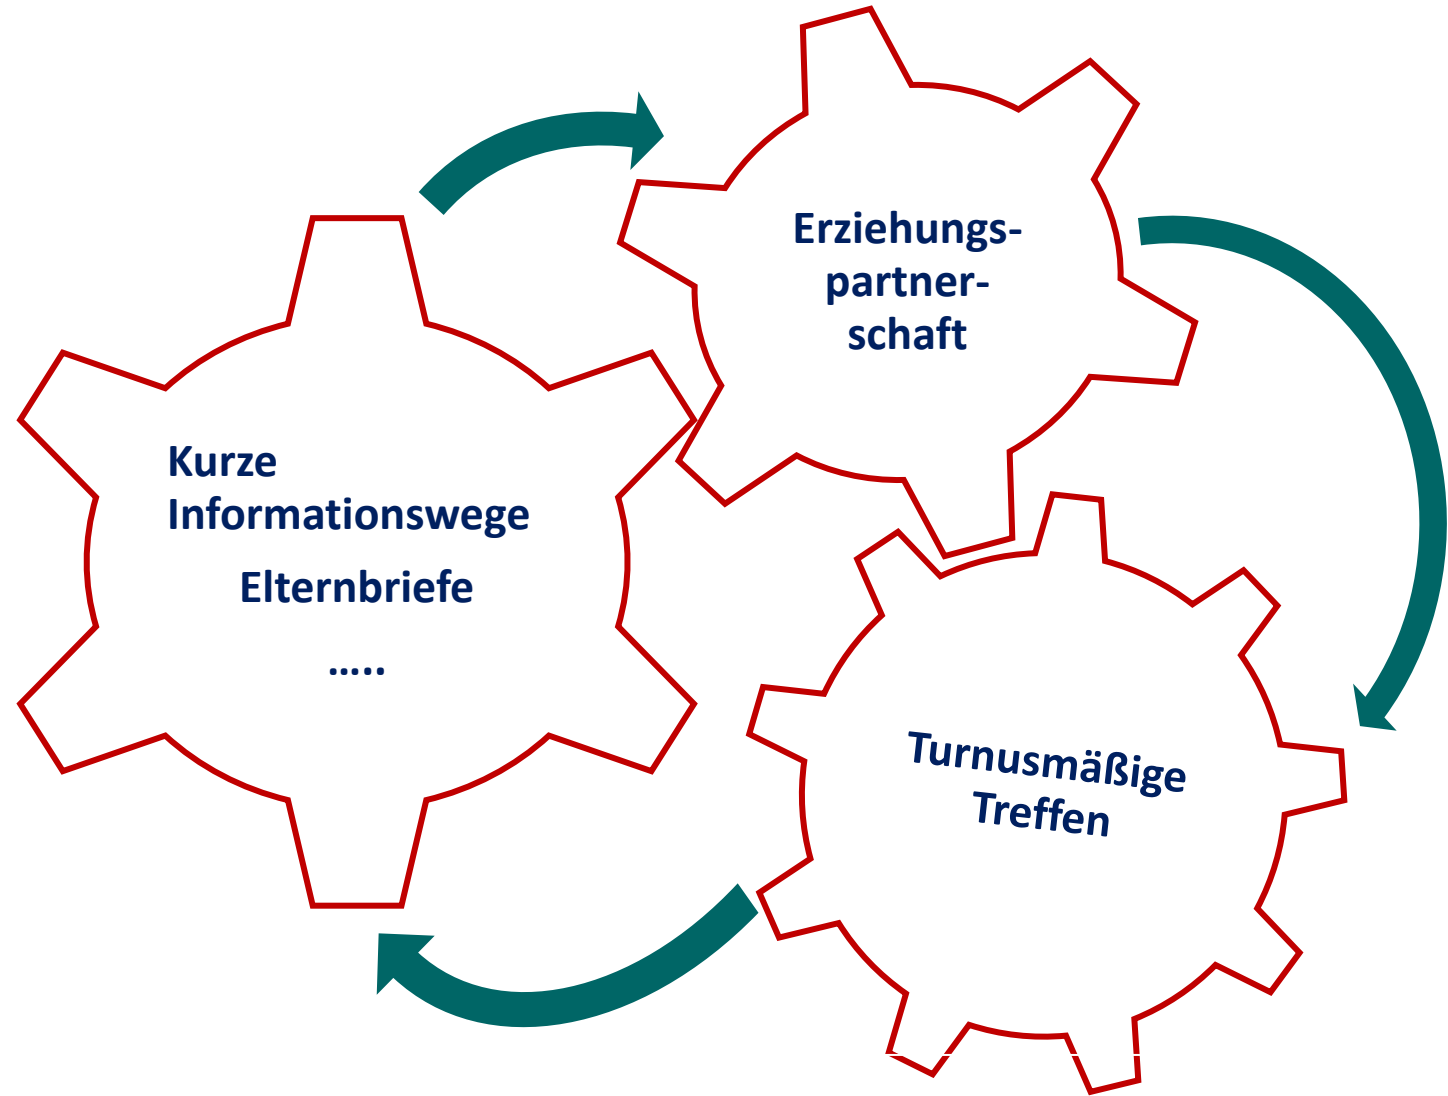 Erziehungs-
partner-
schaft
Kurze
Informationswege
Elternbriefe
.....
Turnusmäßige
Treffen